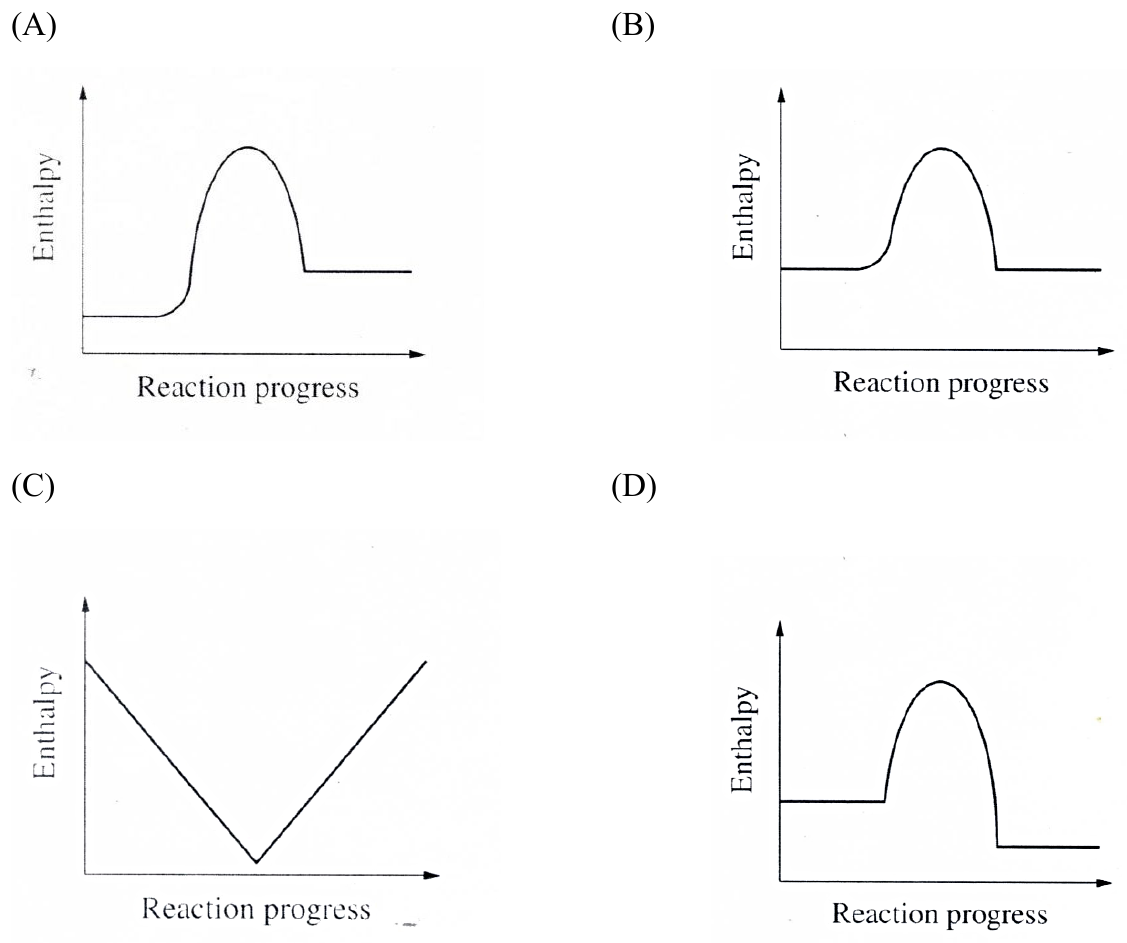 (A)
(B)
Enthalpy
Reaction progress
Enthalpy
Reaction progress
(C)
(D)
Enthalpy
Reaction progress
Enthalpy
Reaction progress